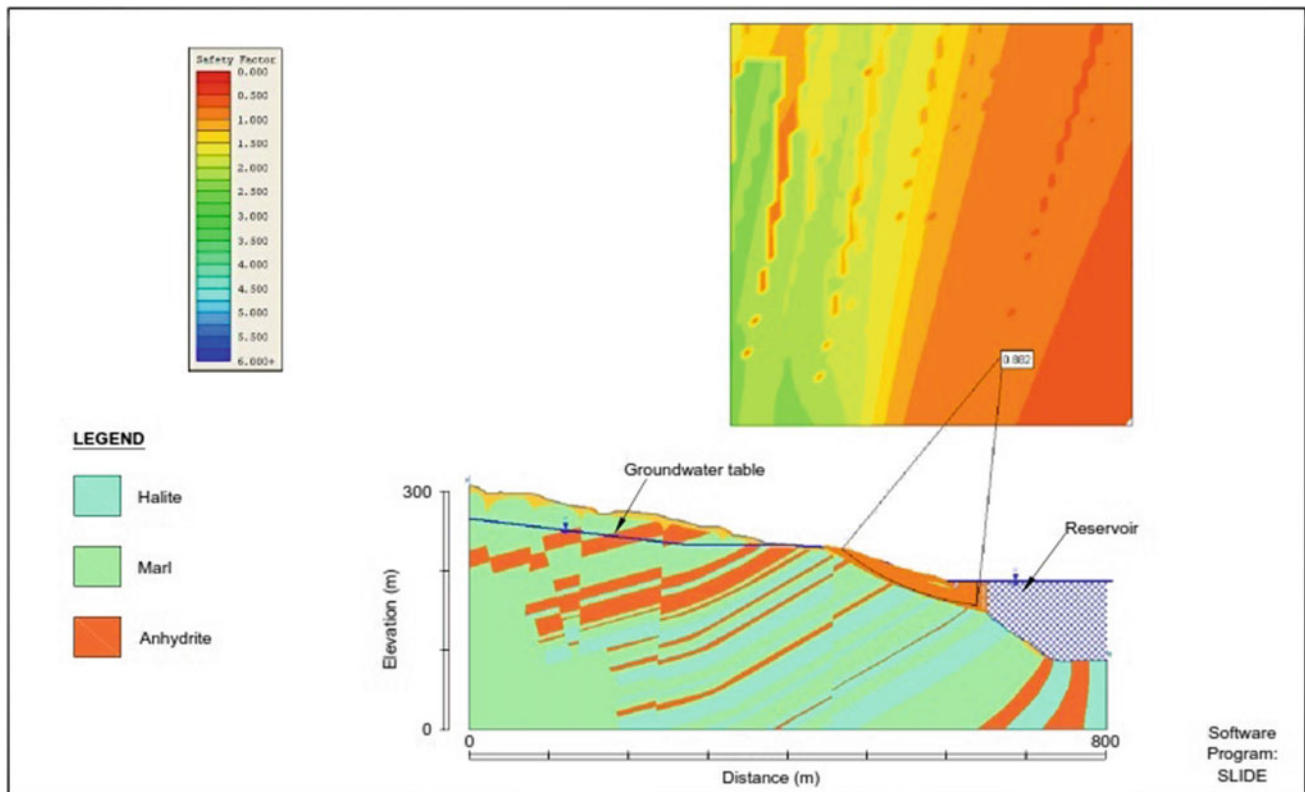 Safety Factor
0.000
0.500
1.000
1.500
2.000
2.500
3.000
3.500
4.000
4.500
5.000
5.500
6.000+
0.882
LEGEND
Halite
Marl
Anhydrite
Groundwater table
Reservoir
300
Elevation (m)
0
0
800
Distance (m)
Software
Program:
SLIDE